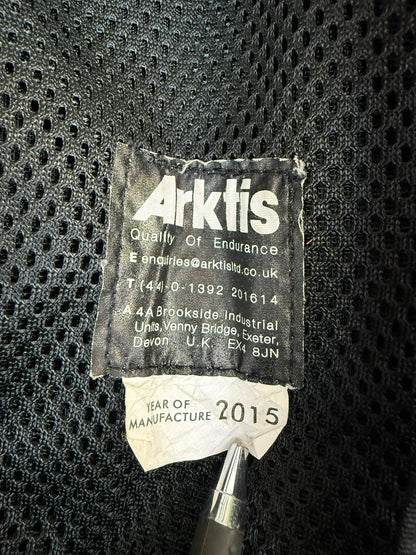 Arktis
Quality Of Endurance
E enquiries@arktisltd.co.uk
T (44)-0-1392 201614
A 4A Brookside Industrial
Units, Venny Bridge, Exeter,
Devon U.K. EX4 8JN
YEAR OF
MANUFACTURE 2015